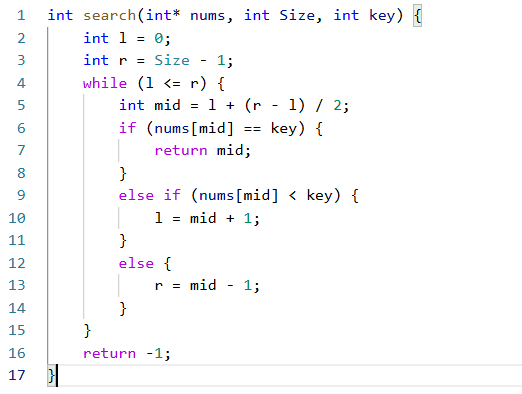 1 int search(int* nums, int Size, int key) {
2     int l = 0;
3     int r = Size - 1;
4     while (l <= r) {
5         int mid = l + (r - l) / 2;
6         if (nums[mid] == key) {
7             return mid;
8         }
9         else if (nums[mid] < key) {
10             l = mid + 1;
11         }
12         else {
13             r = mid - 1;
14         }
15     }
16     return -1;
17 }